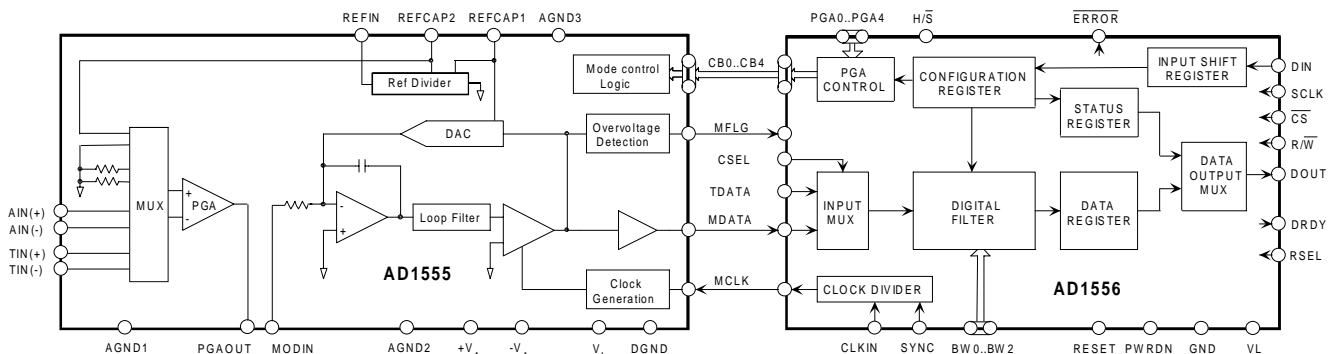 REFIN REFCAP2 REFCAP1 AGND3
PGA0..PGA4 H/S̅ E̅R̅R̅O̅R̅
Ref Divider
Mode control
Logic
CB0..CB4
PGA
CONTROL
CONFIGURATION
REGISTER
INPUT SHIFT
REGISTER
DIN
SCLK
C̅S̅
R/W̅
DOUT
DRDY
RSEL
STATUS
REGISTER
DATA
OUTPUT
MUX
DAC
Overvoltage
Detection
MFLG
CSEL
TDATA
MDATA
INPUT
MUX
DIGITAL
FILTER
DATA
REGISTER
MUX
+
PGA
-
AIN(+)
AIN(-)
TIN(+)
TIN(-)
-
+
Loop Filter
+
-
AD1555
Clock
Generation
MCLK
CLOCK DIVIDER
AD1556
AGND1 PGAOUT MODIN AGND2 DGND
CLKIN SYNC BW0..BW2 RESET PWRDN GND VL